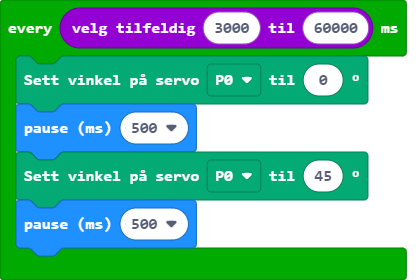 every velg tilfeldig 3000 til 60000 ms
Sett vinkel på servo P0 til 0 °
pause (ms) 500
Sett vinkel på servo P0 til 45 °
pause (ms) 500